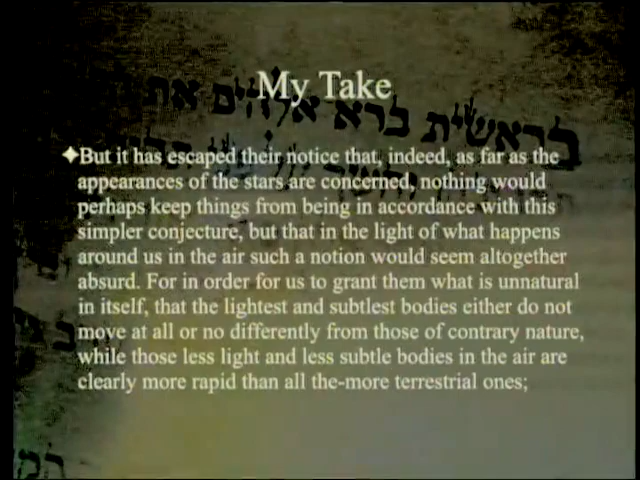 My Take
בראשית ברא אלהים את
✦But it has escaped their notice that, indeed, as far as the
appearances of the stars are concerned, nothing would
perhaps keep things from being in accordance with this
simpler conjecture, but that in the light of what happens
around us in the air such a notion would seem altogether
absurd. For in order for us to grant them what is unnatural
in itself, that the lightest and subtlest bodies either do not
move at all or no differently from those of contrary nature,
while those less light and less subtle bodies in the air are
clearly more rapid than all the-more terrestrial ones;